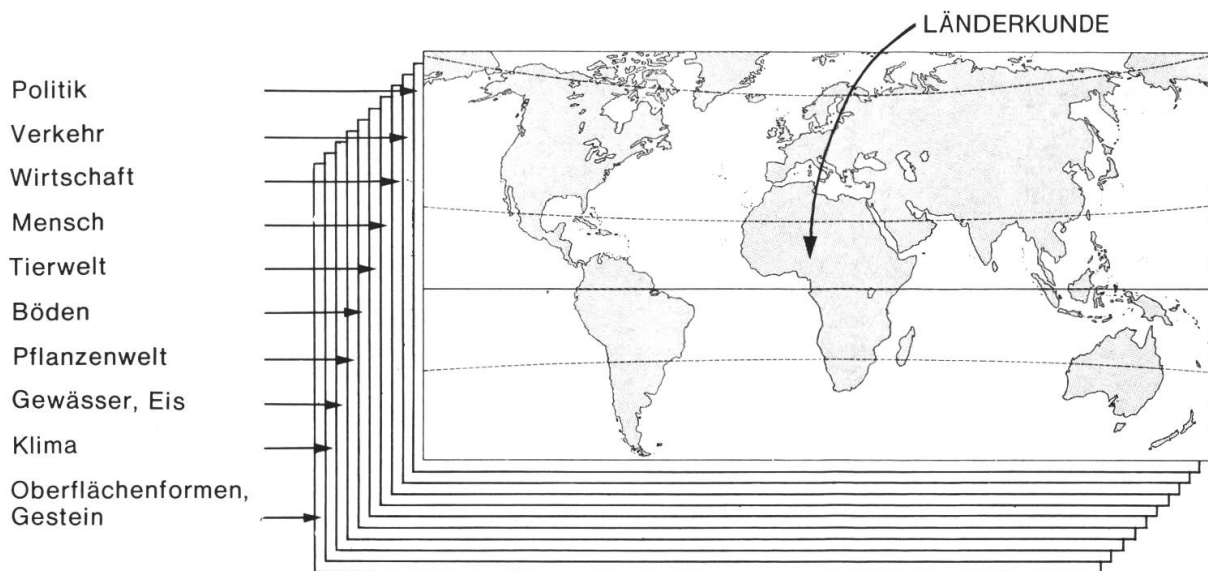 LÄNDERKUNDE
Politik
Verkehr
Wirtschaft
Mensch
Tierwelt
Böden
Pflanzenwelt
Gewässer, Eis
Klima
Oberflächenformen,
Gestein